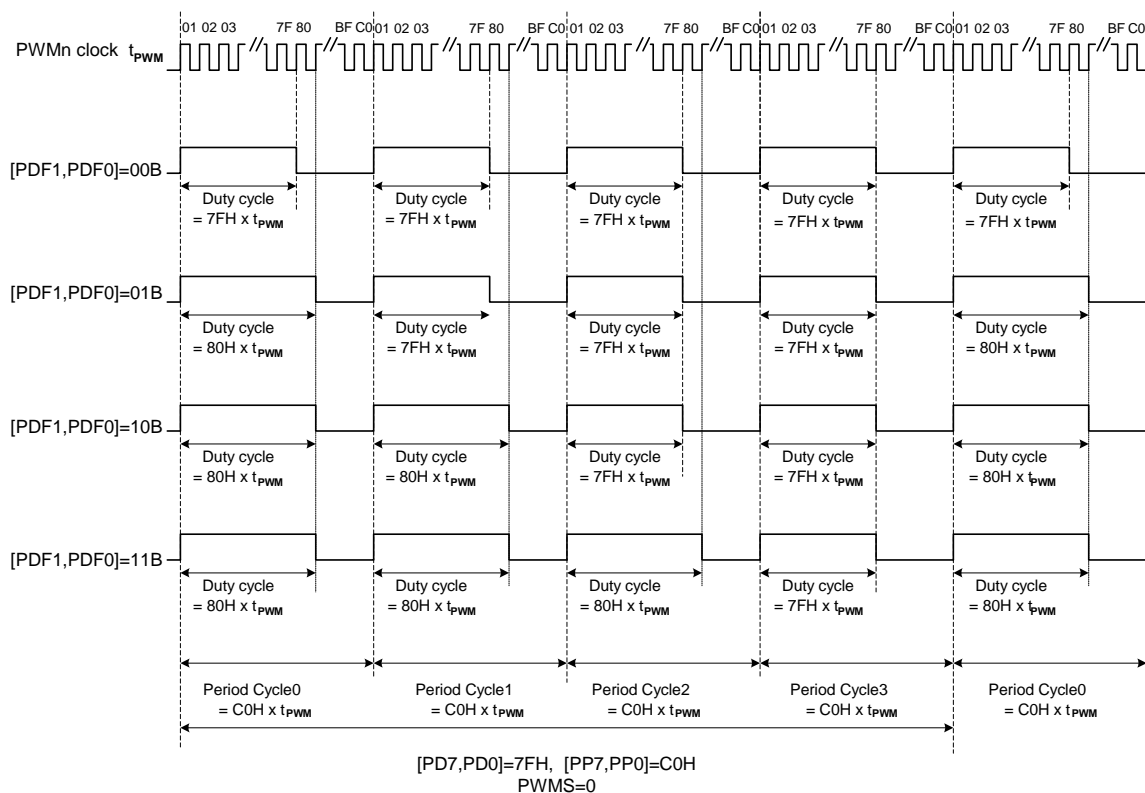 01 02 03 7F 80 BF C0 01 02 03 7F 80 BF C0 01 02 03 7F 80 BF C0 01 02 03 7F 80 BF C0 01 02 03 7F 80 BF C0
PWMn clock tPWM
[PDF1,PDF0]=00B
Duty cycle Duty cycle Duty cycle Duty cycle Duty cycle
= 7FH x tPWM = 7FH x tPWM = 7FH x tPWM = 7FH x tPWM = 7FH x tPWM
[PDF1,PDF0]=01B
Duty cycle Duty cycle Duty cycle Duty cycle Duty cycle
= 80H x tPWM = 7FH x tPWM = 7FH x tPWM = 7FH x tPWM = 80H x tPWM
[PDF1,PDF0]=10B
Duty cycle Duty cycle Duty cycle Duty cycle Duty cycle
= 80H x tPWM = 80H x tPWM = 7FH x tPWM = 7FH x tPWM = 80H x tPWM
[PDF1,PDF0]=11B
Duty cycle Duty cycle Duty cycle Duty cycle Duty cycle
= 80H x tPWM = 80H x tPWM = 80H x tPWM = 7FH x tPWM = 80H x tPWM
Period Cycle0 Period Cycle1 Period Cycle2 Period Cycle3 Period Cycle0
= C0H x tPWM = C0H x tPWM = C0H x tPWM = C0H x tPWM = C0H x tPWM
[PD7,PD0]=7FH, [PP7,PP0]=C0H
PWMS=0